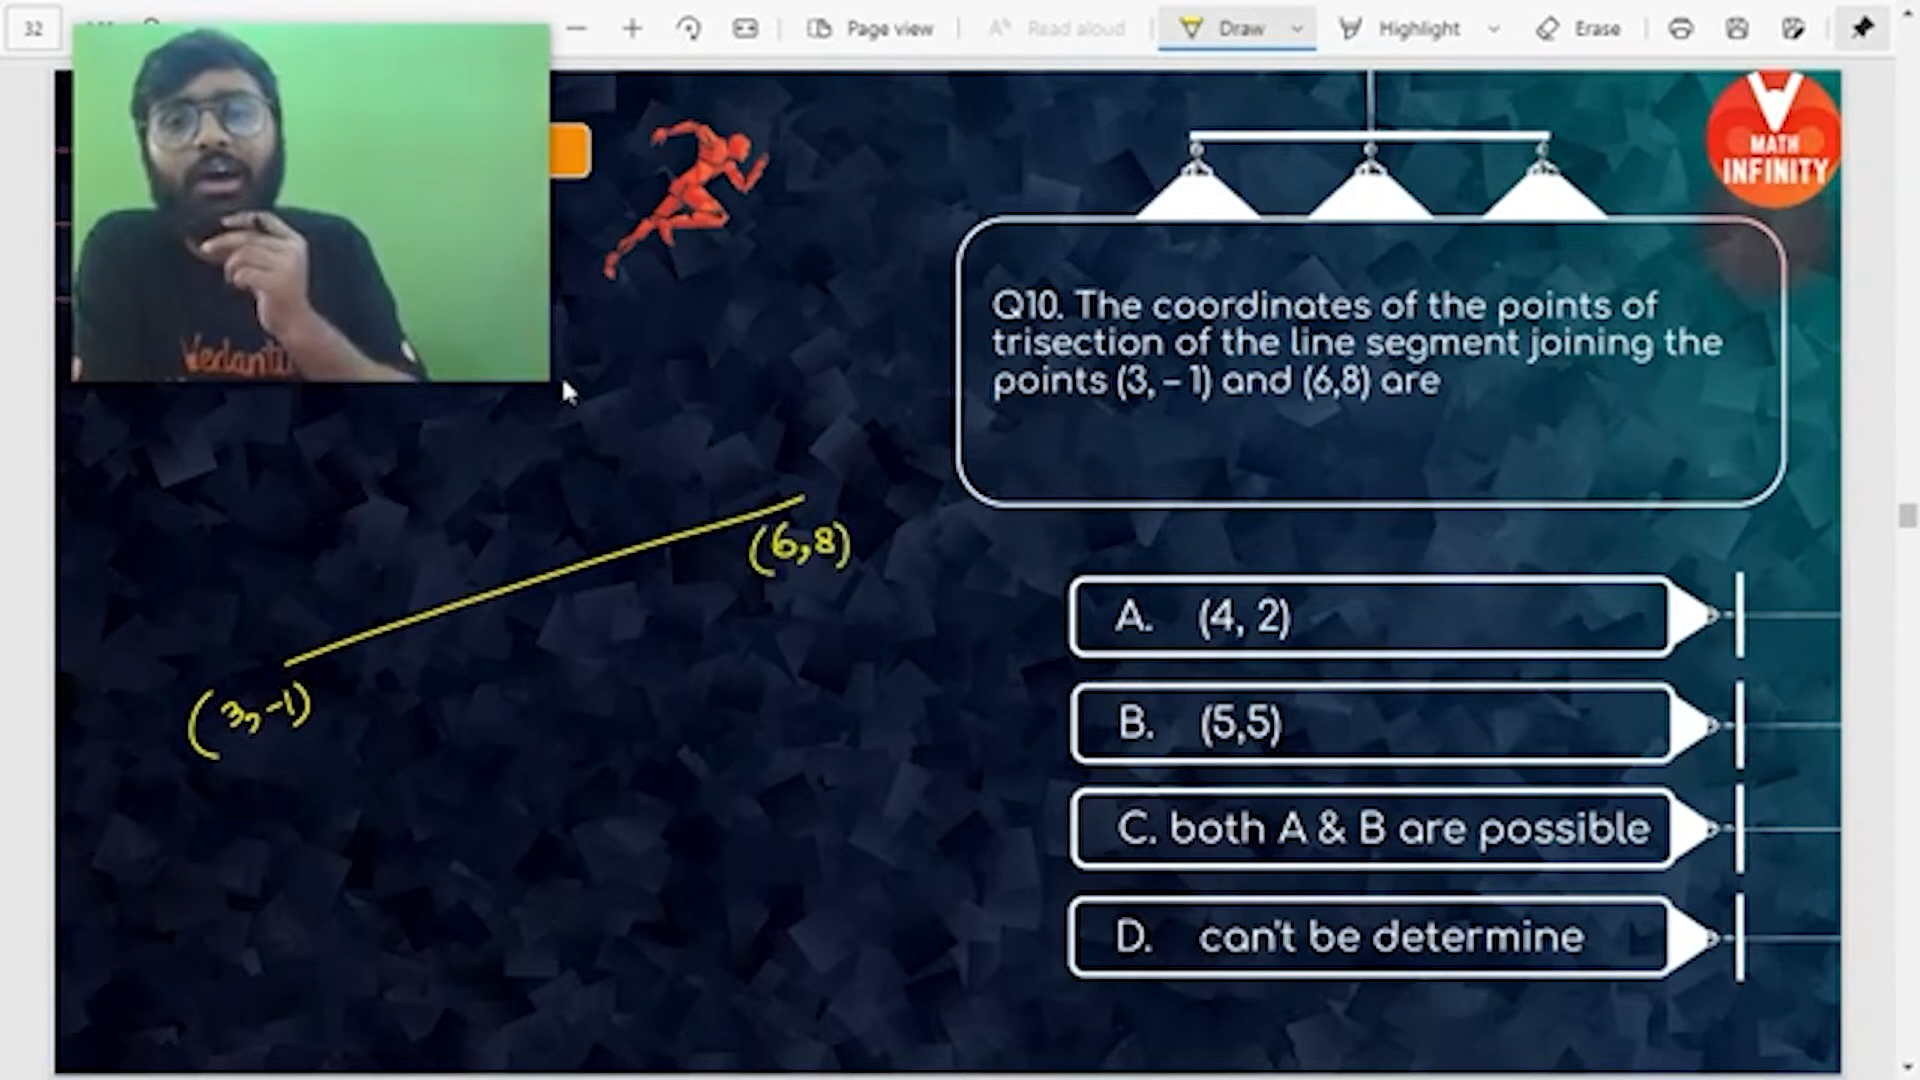 32
Page view
Read aloud
Draw
Highlight
Erase
MATH
INFINITY
Vedant
Q10. The coordinates of the points of
trisection of the line segment joining the
points (3, – 1) and (6,8) are
(6,8)
(3,-1)
A. (4, 2)
B. (5,5)
C. both A & B are possible
D. can't be determine